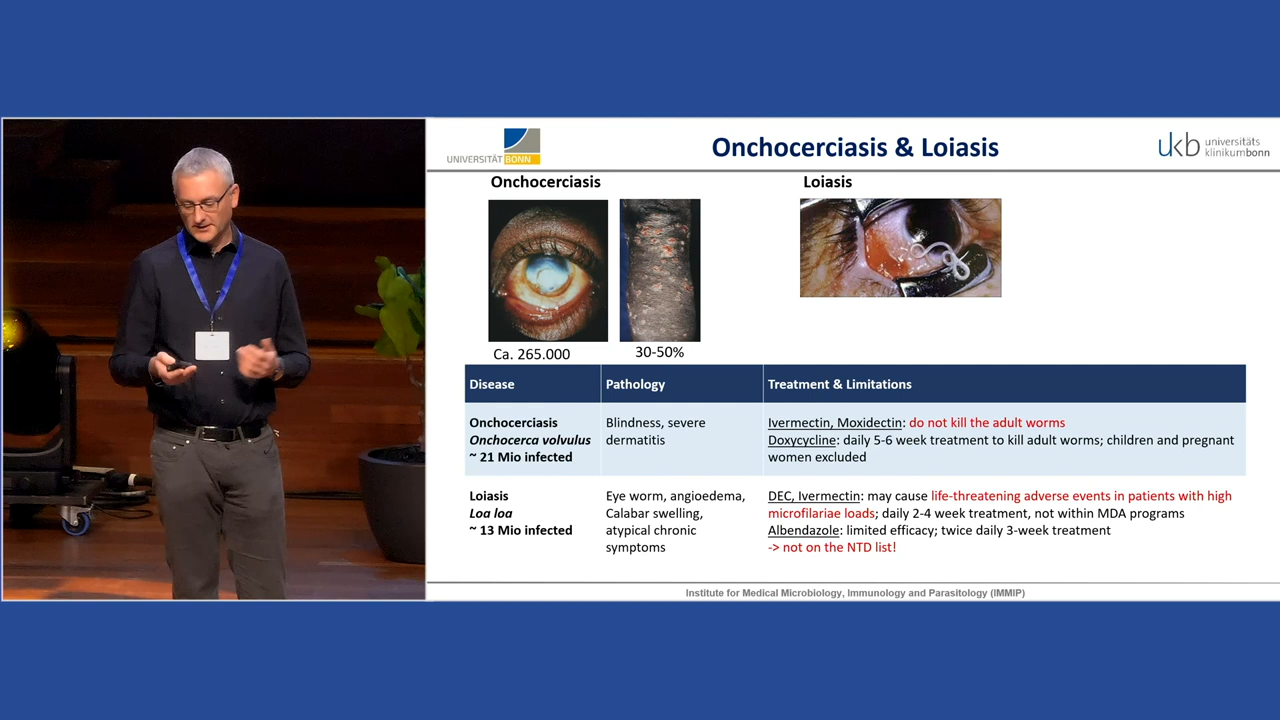 UNIVERSITÄT BONN
Onchocerciasis & Loiasis
ukb universitäts
klinikumbonn
Onchocerciasis
Loiasis
Ca. 265.000
30-50%
Disease
Pathology
Treatment & Limitations
Onchocerciasis
Onchocerca volvulus
~ 21 Mio infected
Blindness, severe
dermatitis
Ivermectin, Moxidectin: do not kill the adult worms
Doxycycline: daily 5-6 week treatment to kill adult worms; children and pregnant
women excluded
Loiasis
Loa loa
~ 13 Mio infected
Eye worm, angioedema,
Calabar swelling,
atypical chronic
symptoms
DEC, Ivermectin: may cause life-threatening adverse events in patients with high
microfilariae loads; daily 2-4 week treatment, not within MDA programs
Albendazole: limited efficacy; twice daily 3-week treatment
-> not on the NTD list!
Institute for Medical Microbiology, Immunology and Parasitology (IMMIP)